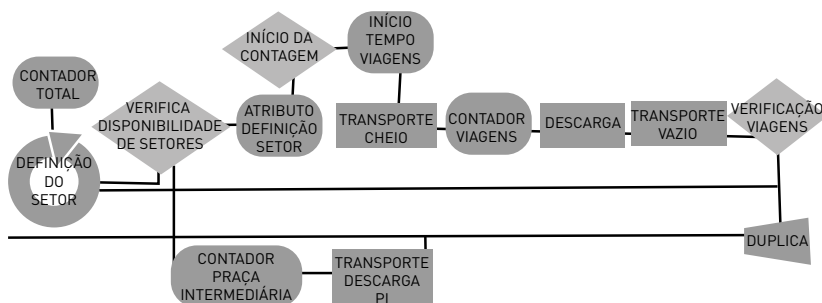 CONTADOR
TOTAL
DEFINIÇÃO
DO
SETOR
VERIFICA
DISPONIBILIDADE
DE SETORES
ATRIBUTO
DEFINIÇÃO
SETOR
INÍCIO DA
CONTAGEM
INÍCIO
TEMPO
VIAGENS
TRANSPORTE
CHEIO
CONTADOR
VIAGENS
DESCARGA
TRANSPORTE
VAZIO
VERIFICAÇÃO
VIAGENS
DUPLICA
CONTADOR
PRAÇA
INTERMEDIÁRIA
TRANSPORTE
DESCARGA
PI